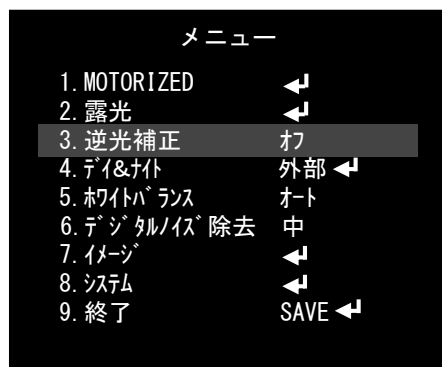 メニュー
1. MOTORIZED ↵
2. 露光 ↵
3. 逆光補正 オフ
4. ﾃﾞｲ&ﾅｲﾄ 外部 ↵
5. ﾎﾜｲﾄﾊﾞﾗﾝｽ ｵｰﾄ
6. ﾃﾞｼﾞﾀﾙﾉｲｽﾞ除去 中
7. ｲﾒｰｼﾞ ↵
8. ｼｽﾃﾑ ↵
9. 終了 SAVE ↵